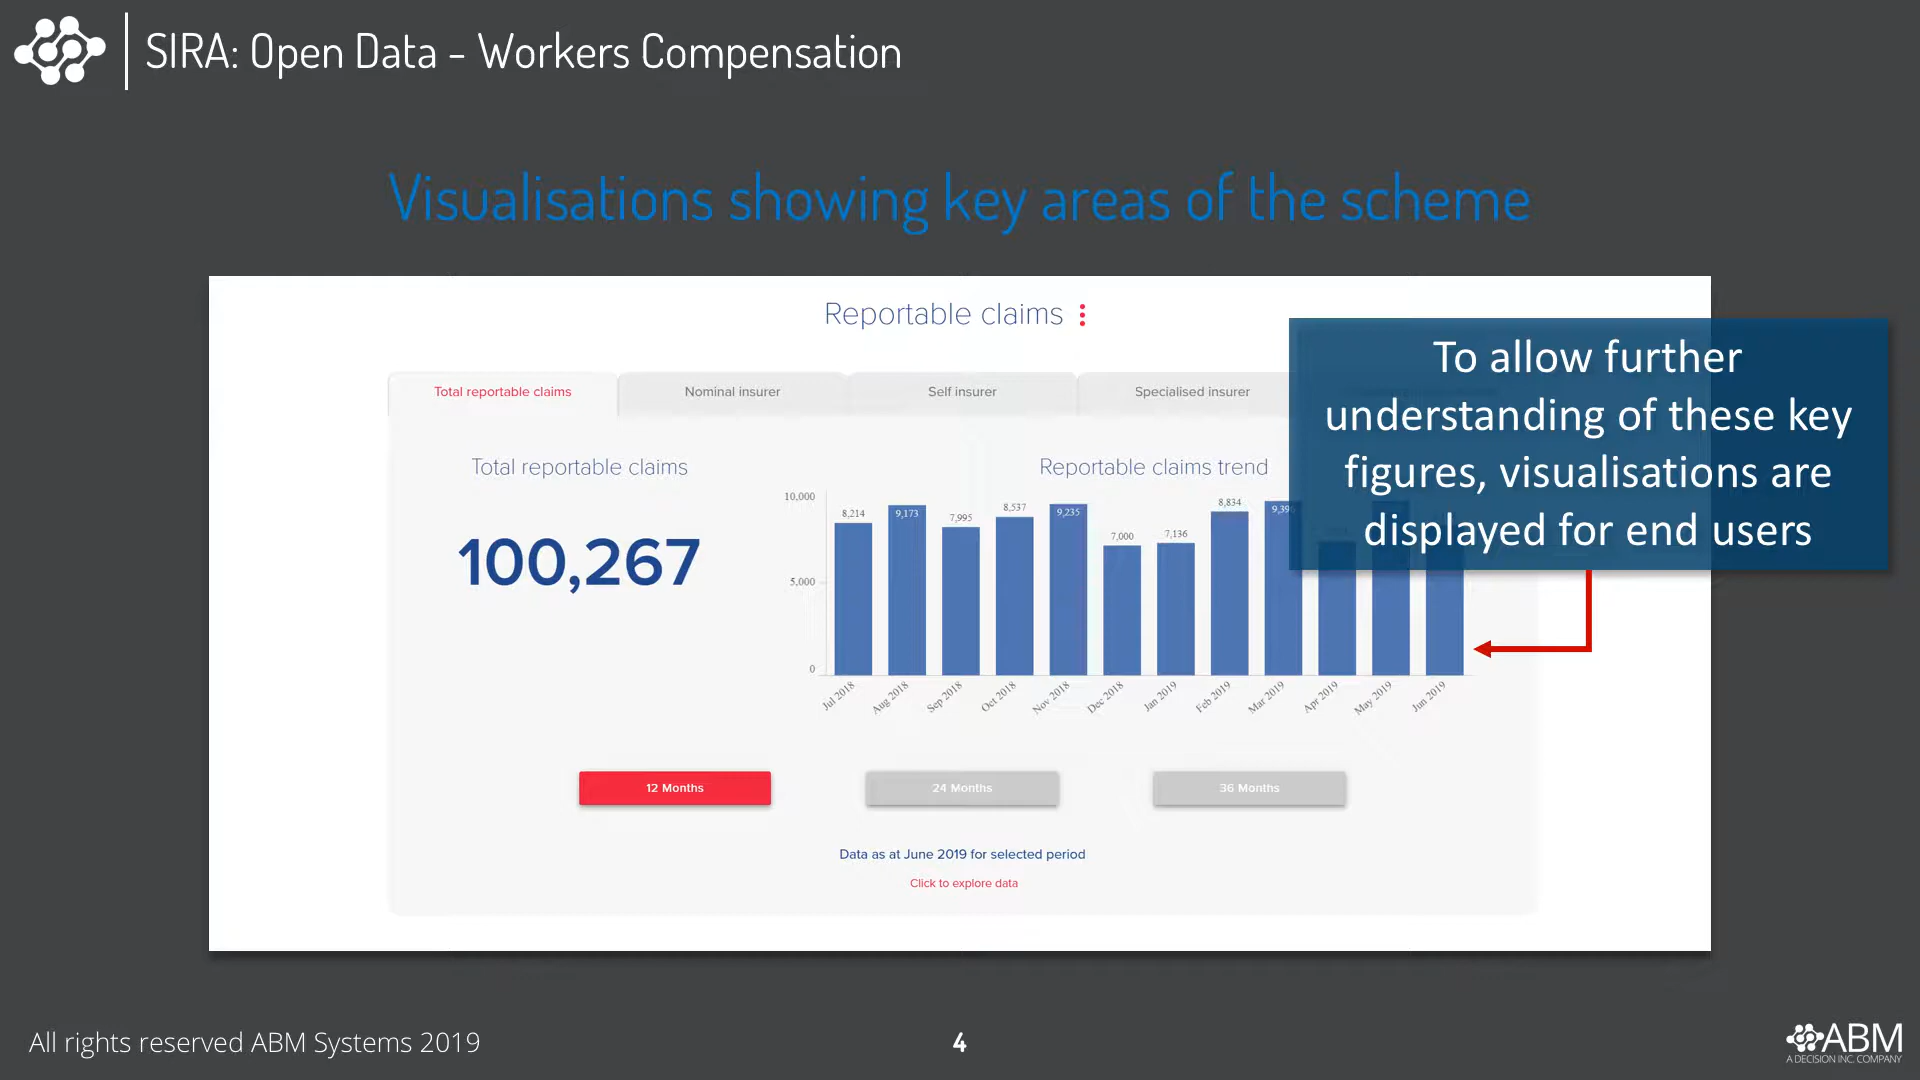 SIRA: Open Data - Workers Compensation
Visualisations showing key areas of the scheme
Reportable claims
To allow further
understanding of these key
figures, visualisations are
displayed for end users
Total reportable claims
Nominal insurer
Self insurer
Specialised insurer
Total reportable claims
100,267
Reportable claims trend
10,000
5,000
0
8,214
9,173
7,995
8,537
9,235
7,000
7,136
8,834
Jul 2018
Aug 2018
Sep 2018
Oct 2018
Nov 2018
Dec 2018
Jan 2019
Feb 2019
Mar 2019
Apr 2019
May 2019
Jun 2019
12 Months
24 Months
36 Months
Data as at June 2019 for selected period
Click to explore data
All rights reserved ABM Systems 2019
4
ABM
A DECISION INC. COMPANY